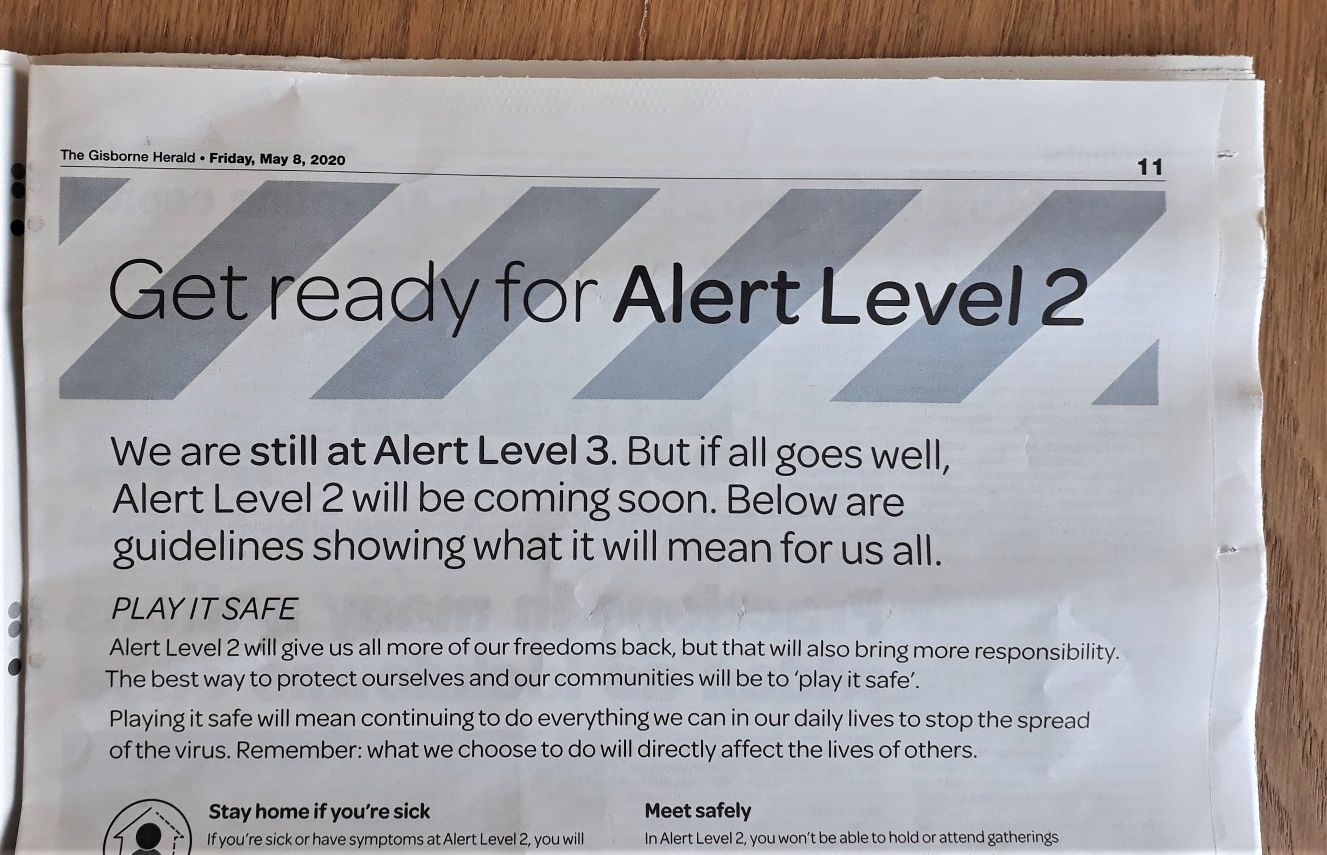 The Gisborne Herald • Friday, May 8, 2020
11
Get ready for Alert Level 2
We are still at Alert Level 3. But if all goes well,
Alert Level 2 will be coming soon. Below are
guidelines showing what it will mean for us all.
PLAY IT SAFE
Alert Level 2 will give us all more of our freedoms back, but that will also bring more responsibility.
The best way to protect ourselves and our communities will be to ‘play it safe’.
Playing it safe will mean continuing to do everything we can in our daily lives to stop the spread
of the virus. Remember: what we choose to do will directly affect the lives of others.
Stay home if you’re sick
If you’re sick or have symptoms at Alert Level 2, you will
Meet safely
In Alert Level 2, you won’t be able to hold or attend gatherings